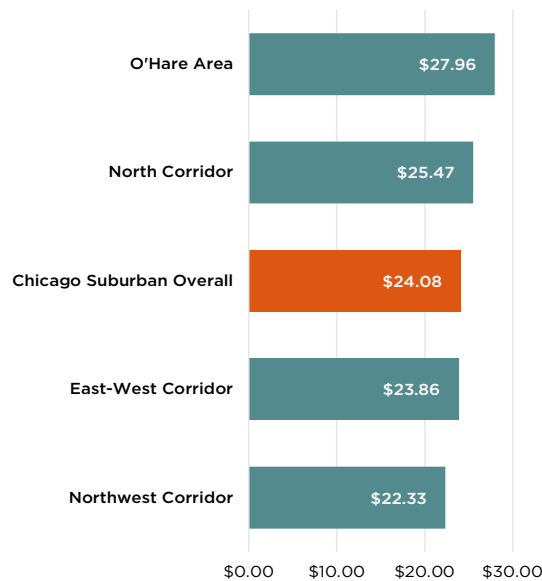 O'Hare Area $27.96
North Corridor $25.47
Chicago Suburban Overall $24.08
East-West Corridor $23.86
Northwest Corridor $22.33
$0.00 $10.00 $20.00 $30.00